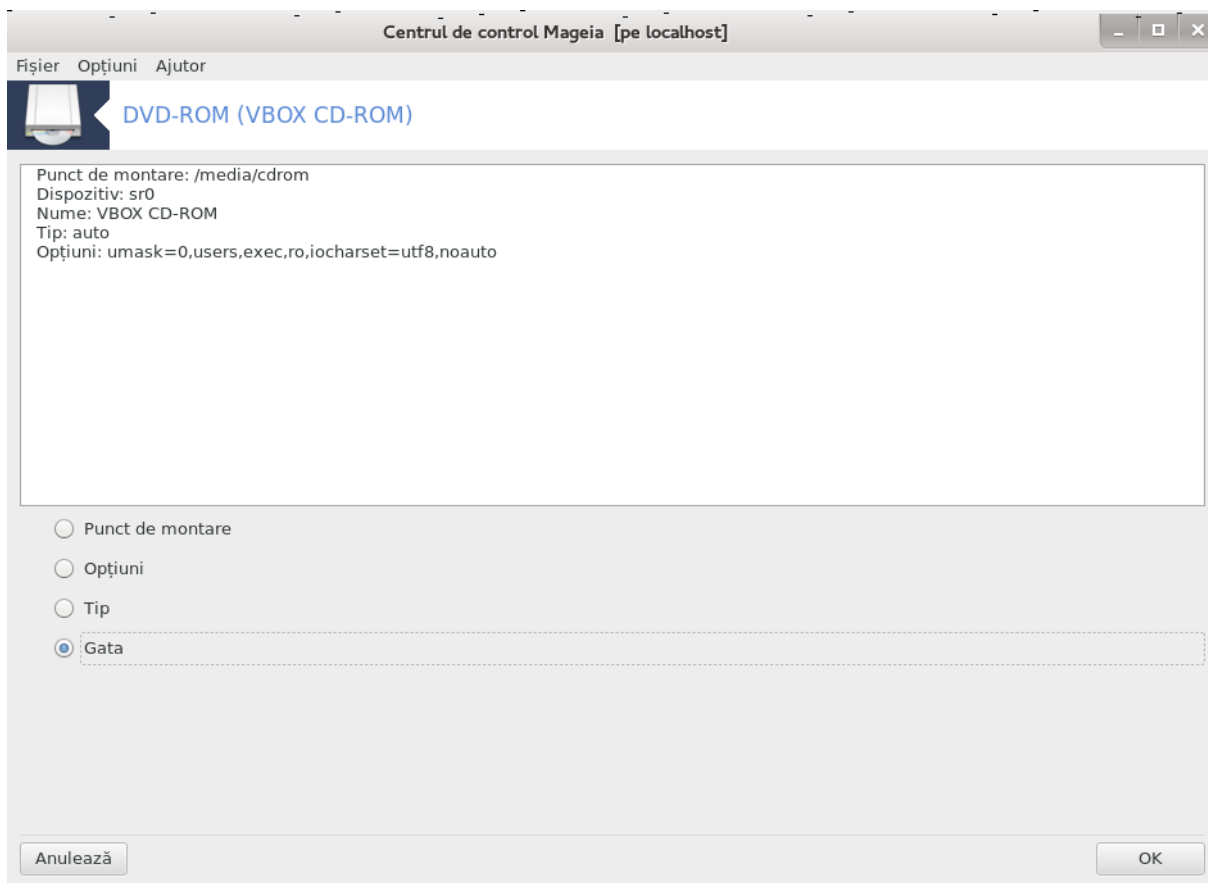 Centrul de control Mageia [pe localhost]
Fișier Opțiuni Ajutor
DVD-ROM (VBOX CD-ROM)
Punct de montare: /media/cdrom
Dispozitiv: sr0
Nume: VBOX CD-ROM
Tip: auto
Opțiuni: umask=0,users,exec,ro,iocharset=utf8,noauto
Punct de montare
Opțiuni
Tip
Gata
Anulează
OK